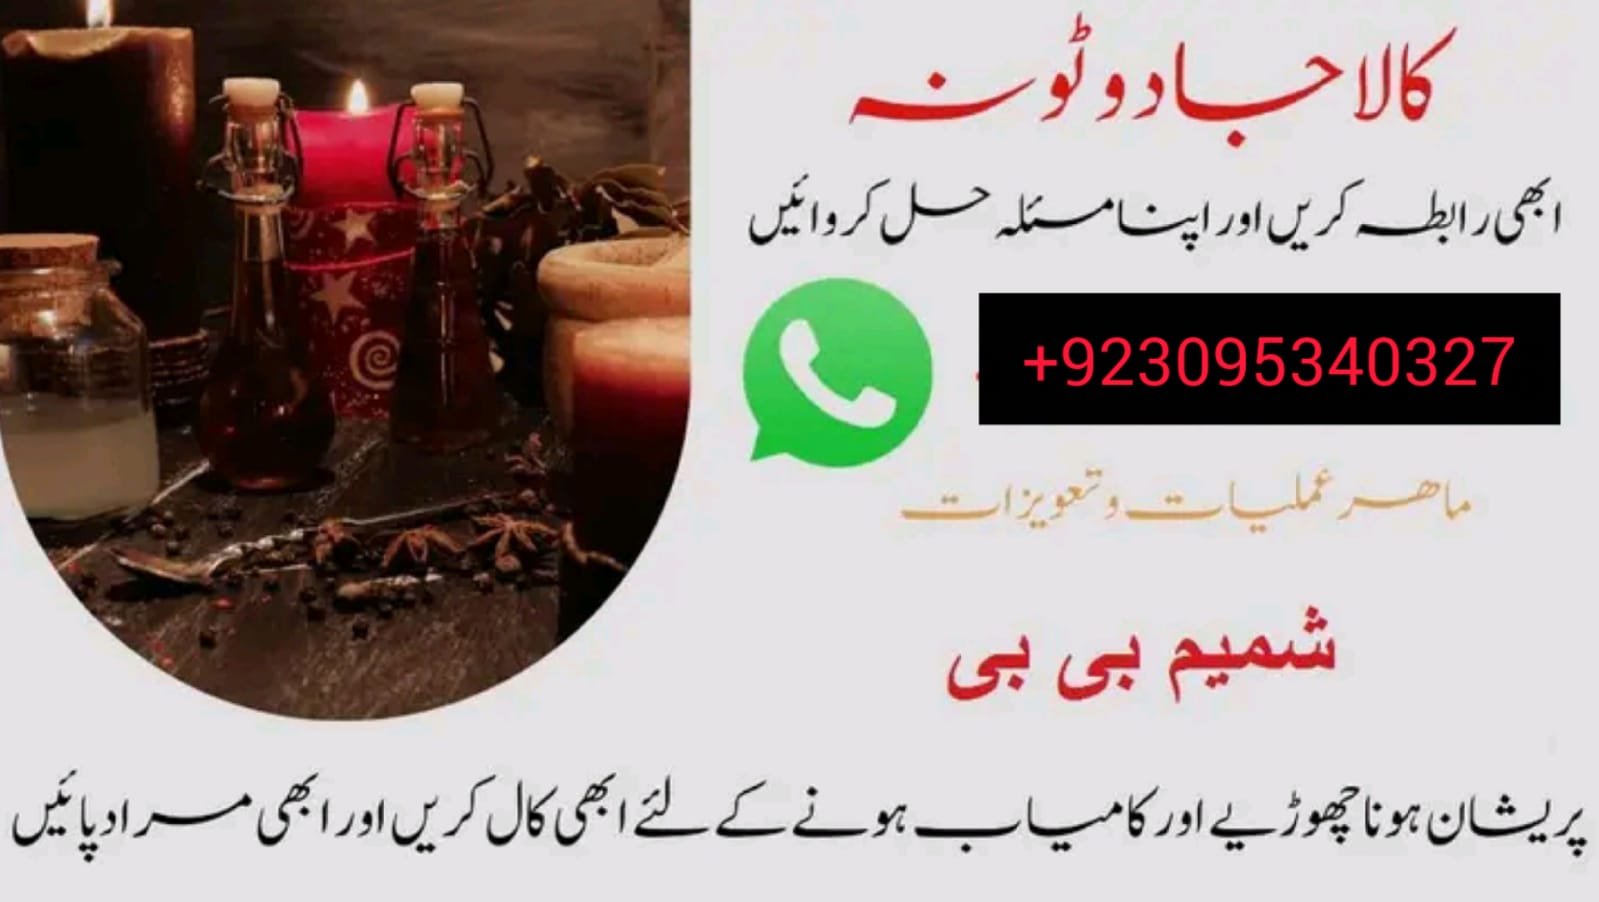 کالا جادو ٹونہ
ابھی رابطہ کریں اور اپنا مسئلہ حل کروائیں
+923095340327
ماهر عملیات و تعویزات
شمیم بی بی
پریشان ہونا چھوڑیے اور کامیاب ہونے کے لئے ابھی کال کریں اور ابھی مراد پائیں